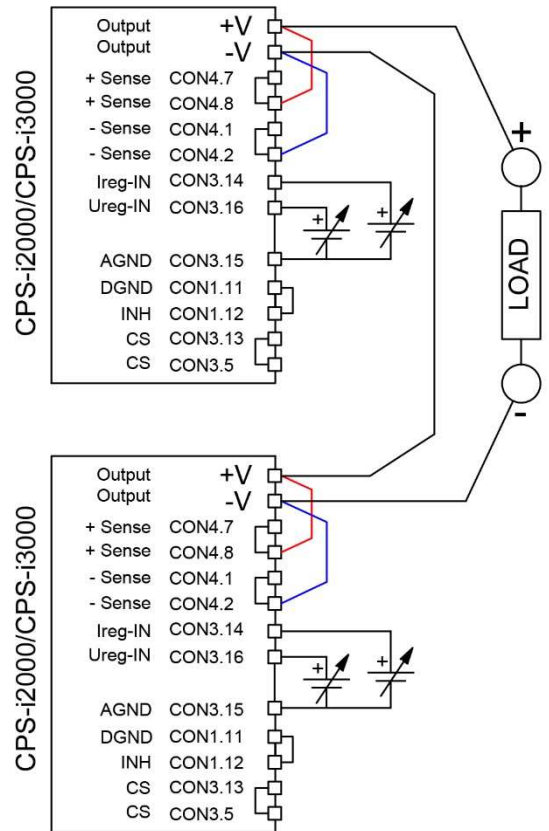 CPS-i2000/CPS-i3000
Output +V
Output -V
+ Sense CON4.7
+ Sense CON4.8
- Sense CON4.1
- Sense CON4.2
Ireg-IN CON3.14
Ureg-IN CON3.16
+ +
AGND CON3.15
DGND CON1.11
INH CON1.12
CS CON3.13
CS CON3.5
+
LOAD
-
CPS-i2000/CPS-i3000
Output +V
Output -V
+ Sense CON4.7
+ Sense CON4.8
- Sense CON4.1
- Sense CON4.2
Ireg-IN CON3.14
Ureg-IN CON3.16
+ +
AGND CON3.15
DGND CON1.11
INH CON1.12
CS CON3.13
CS CON3.5